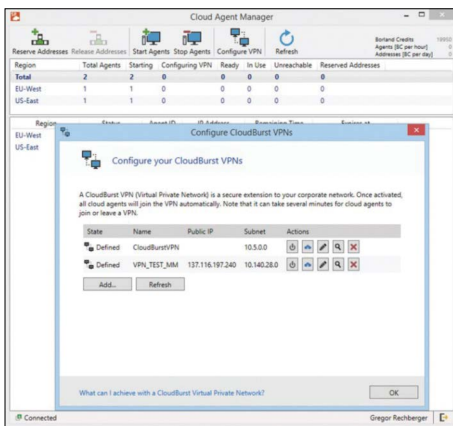 Cloud Agent Manager
Reserve Addresses Release Addresses Start Agents Stop Agents Configure VPN Refresh
Borland Credits 19950
Agents [BC per hour] 0
Addresses [BC per day] 0
Region Total Agents Starting Configuring VPN Ready In Use Unreachable Reserved Addresses
Total 2 2 0 0 0 0 0
EU-West 1 1 0 0 0 0 0
US-East 1 1 0 0 0 0 0
Region Status Agent ID IP Address Remaining Time Expires at
EU-West
US-East
Configure CloudBurst VPNs
Configure your CloudBurst VPNs
A CloudBurst VPN (Virtual Private Network) is a secure extension to your corporate network. Once activated,
all cloud agents will join the VPN automatically. Note that it can take several minutes for cloud agents to
join or leave a VPN.
State Name Public IP Subnet Actions
Defined CloudBurstVPN 10.5.0.0
Defined VPN_TEST_MM 137.116.197.240 10.140.28.0
Add... Refresh
What can I achieve with a CloudBurst Virtual Private Network?
OK
Connected
Gregor Rechberger